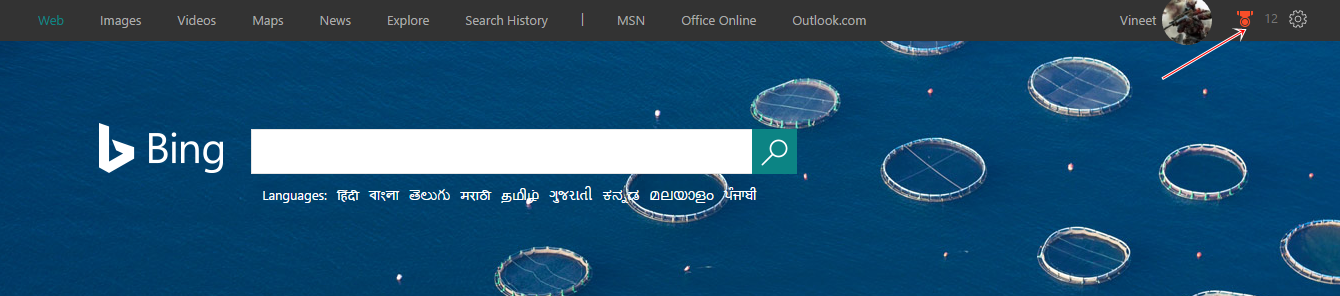 Web Images Videos Maps News Explore Search History | MSN Office Online Outlook.com Vineet 12
Bing
Languages: हिंदी বাংলা తెలుగు मराठी தமிழ் ગુજરાતી ಕನ್ನಡ മലയാളം ਪੰਜਾਬੀ